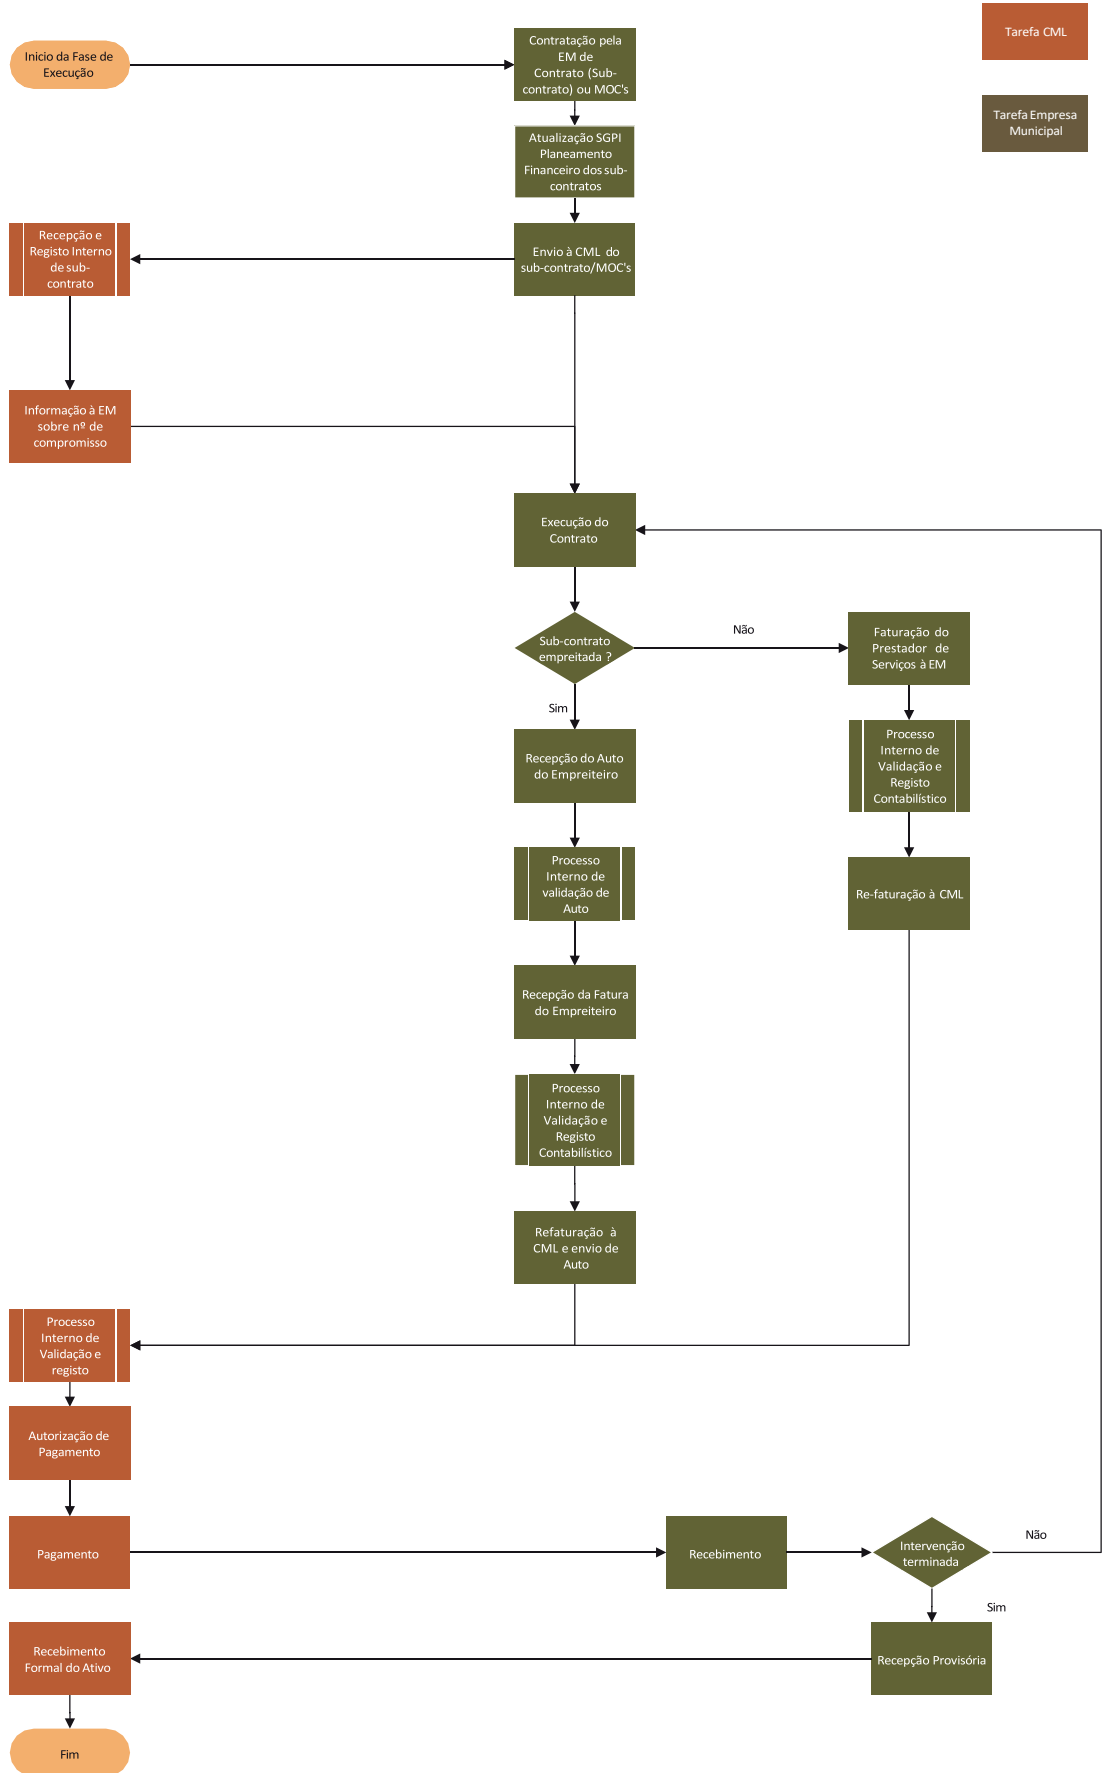 Tarefa CML
Inicio da Fase de
Execução
Contratação pela
EM de
Contrato (Sub-
contrato) ou MOC's
Tarefa Empresa
Municipal
Atualização SGPI
Planeamento
Financeiro dos sub-
contratos
Recepção e
Registo Interno
de sub-
contrato
Envio à CML do
sub-contrato/MOC's
Informação à EM
sobre nº de
compromisso
Execução do
Contrato
Sub-contrato
empreitada ?
Não
Faturação do
Prestador de
Serviços à EM
Sim
Recepção do Auto
do Empreiteiro
Processo
Interno de
Validação e
Registo
Contabilístico
Processo
Interno de
validação de
Auto
Re-faturação à CML
Recepção da Fatura
do Empreiteiro
Processo
Interno de
Validação e
Registo
Contabilístico
Refaturação à
CML e envio de
Auto
Processo
Interno de
Validação e
registo
Autorização de
Pagamento
Pagamento
Recebimento
Intervenção
terminada
Não
Sim
Recebimento
Formal do Ativo
Recepção Provisória
Fim